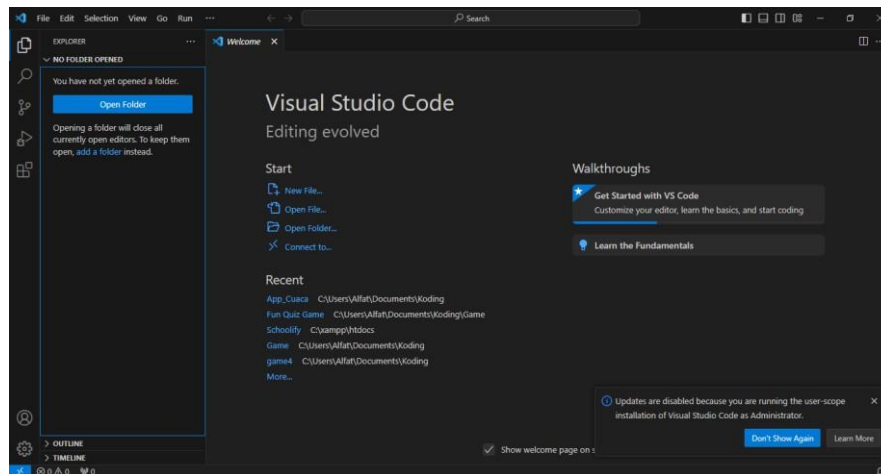 File Edit Selection View Go Run ...
Search
EXPLORER
Welcome
NO FOLDER OPENED
You have not yet opened a folder.
Open Folder
Opening a folder will close all
currently open editors. To keep them
open, add a folder instead.
Visual Studio Code
Editing evolved
Start
New File...
Open File...
Open Folder...
Connect to...
Recent
App_Cuaca C:\Users\Alfat\Documents\Koding
Fun Quiz Game C:\Users\Alfat\Documents\Koding\Game
Schoolify C:\xampp\htdocs
Game C:\Users\Alfat\Documents\Koding
game4 C:\Users\Alfat\Documents\Koding
More...
Walkthroughs
Get Started with VS Code
Customize your editor, learn the basics, and start coding
Learn the Fundamentals
Updates are disabled because you are running the user-scope
installation of Visual Studio Code as Administrator.
Don't Show Again Learn More
Show welcome page on s
OUTLINE
TIMELINE
0 0 0